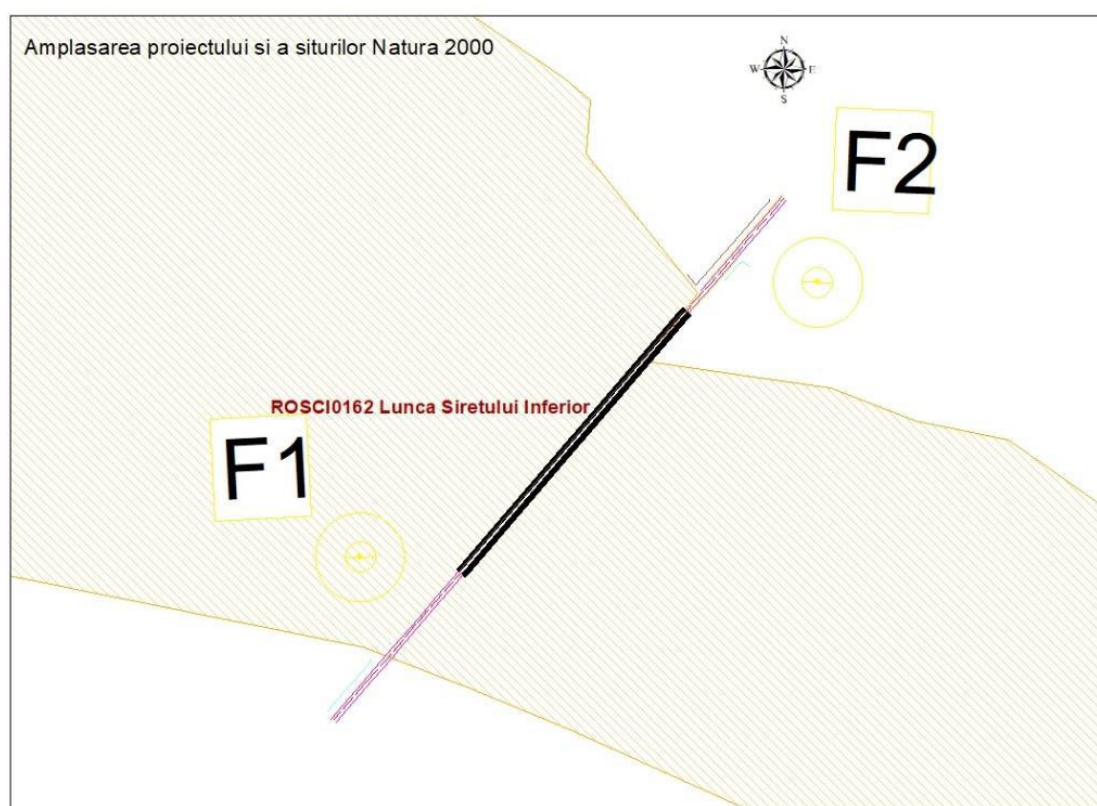 Amplasarea proiectului si a siturilor Natura 2000
N
W E
S
F2
ROSCI0162 Lunca Siretului Inferior
F1